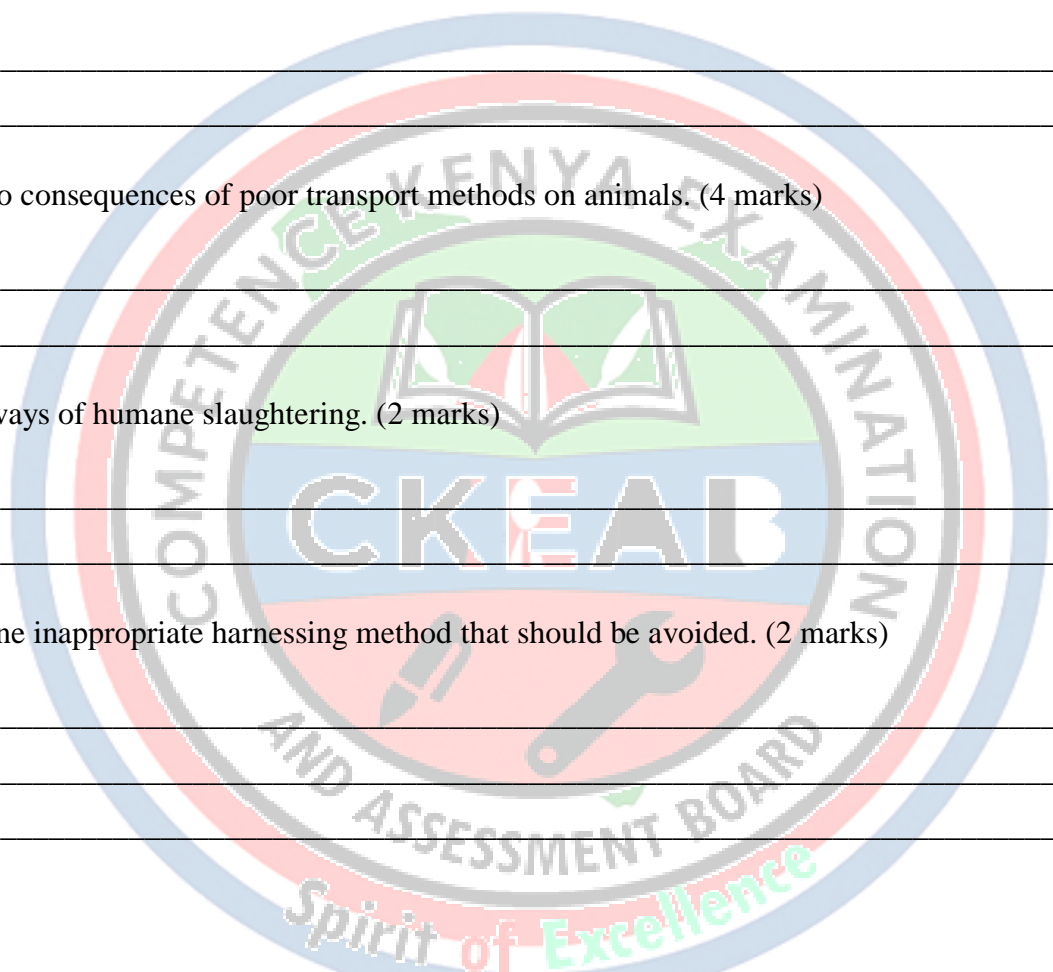 o consequences of poor transport methods on animals. (4 marks)
ways of humane slaughtering. (2 marks)
ne inappropriate harnessing method that should be avoided. (2 marks)
COMPETENCE KENYA EXAMINATION
CKEAB
AND ASSESSMENT BOARD
Spirit of Excellence